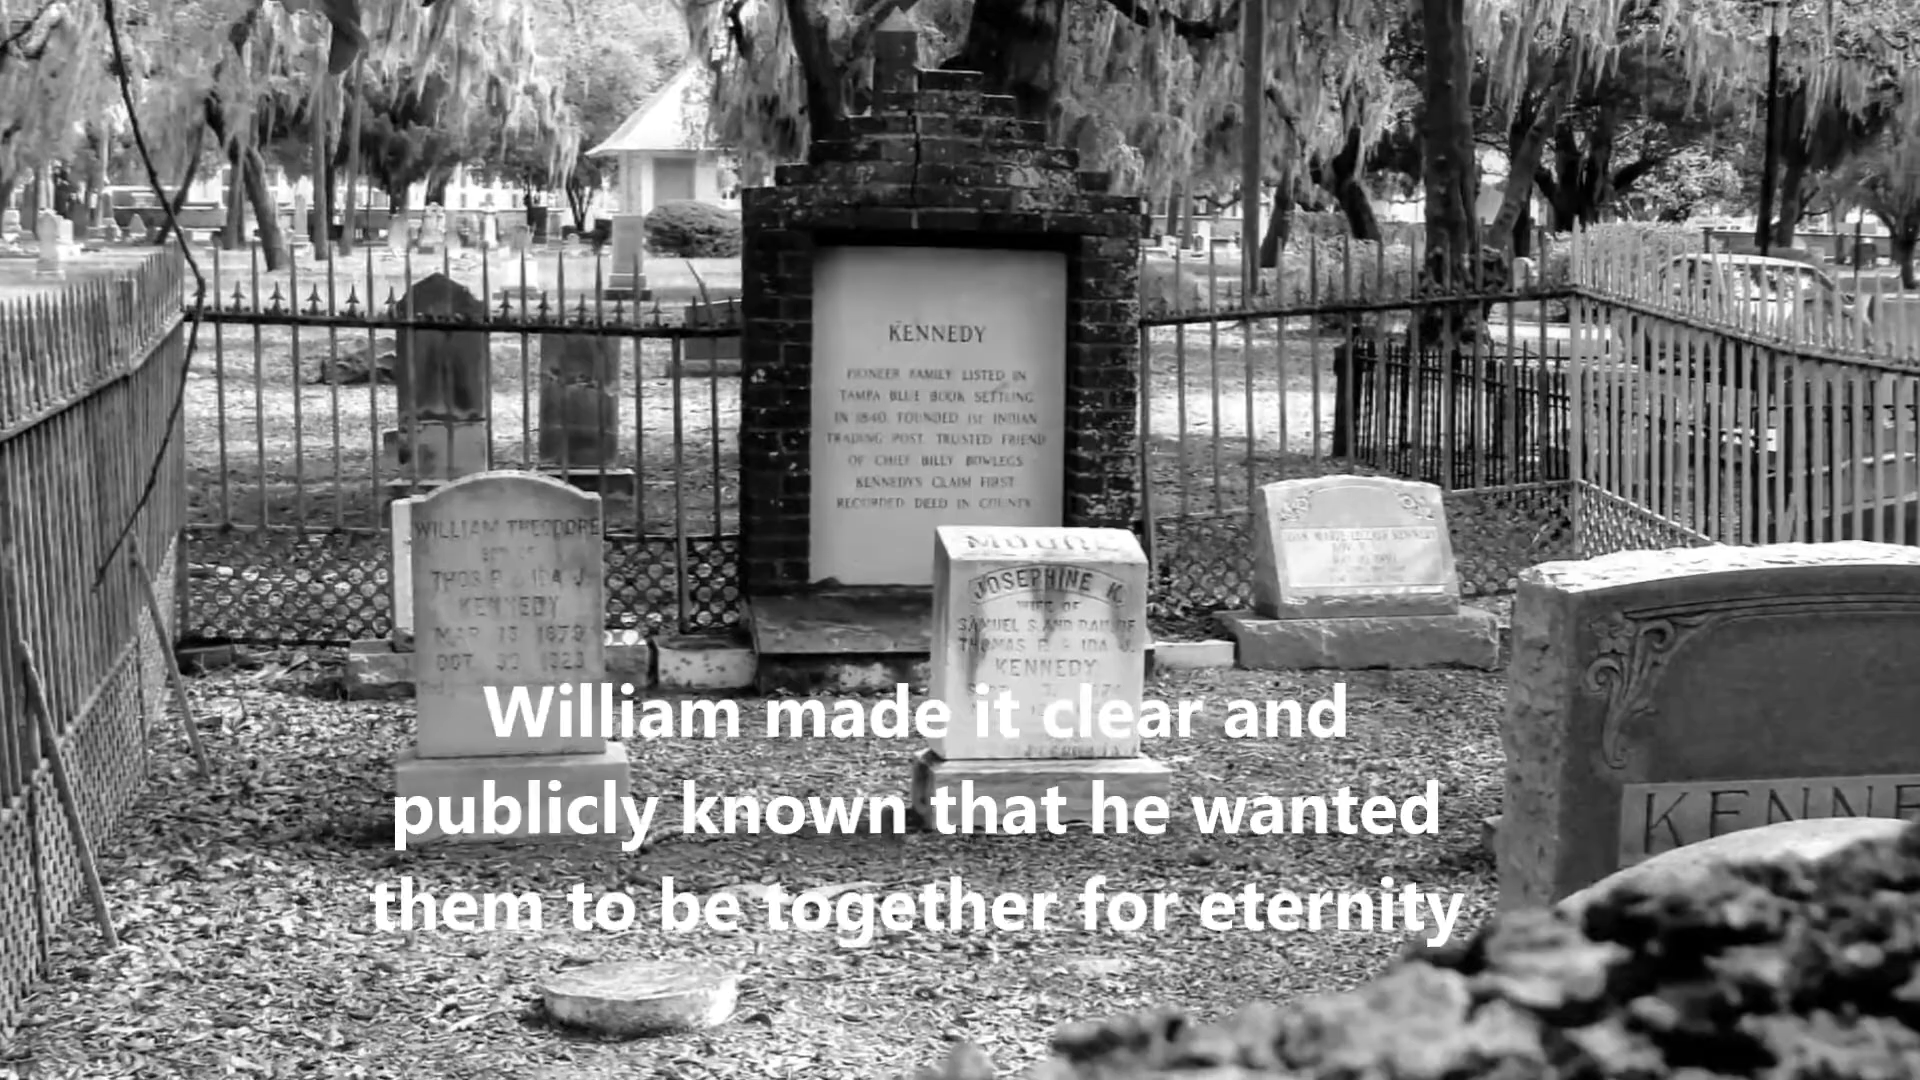 KENNEDY
PIONEER FAMILY LISTED IN
TAMPA BLUE BOOK SETTLING
IN 1840. FOUNDED 1ST INDIAN
TRADING POST. TRUSTED FRIEND
OF CHIEF BILLY BOWLEGS
KENNEDY'S CLAIM FIRST
RECORDED DEED IN COUNTY
WILLIAM THEODORE
SON OF
THOS P. & IDA J.
KENNEDY
MAR 13 1879
OCT
MOORE
JOSEPHINE K.
WIFE OF
SAMUEL S. AND DAU. OF
THOMAS P. & IDA J.
KENNEDY
KENNEDY
KENNE
William made it clear and
publicly known that he wanted
them to be together for eternity